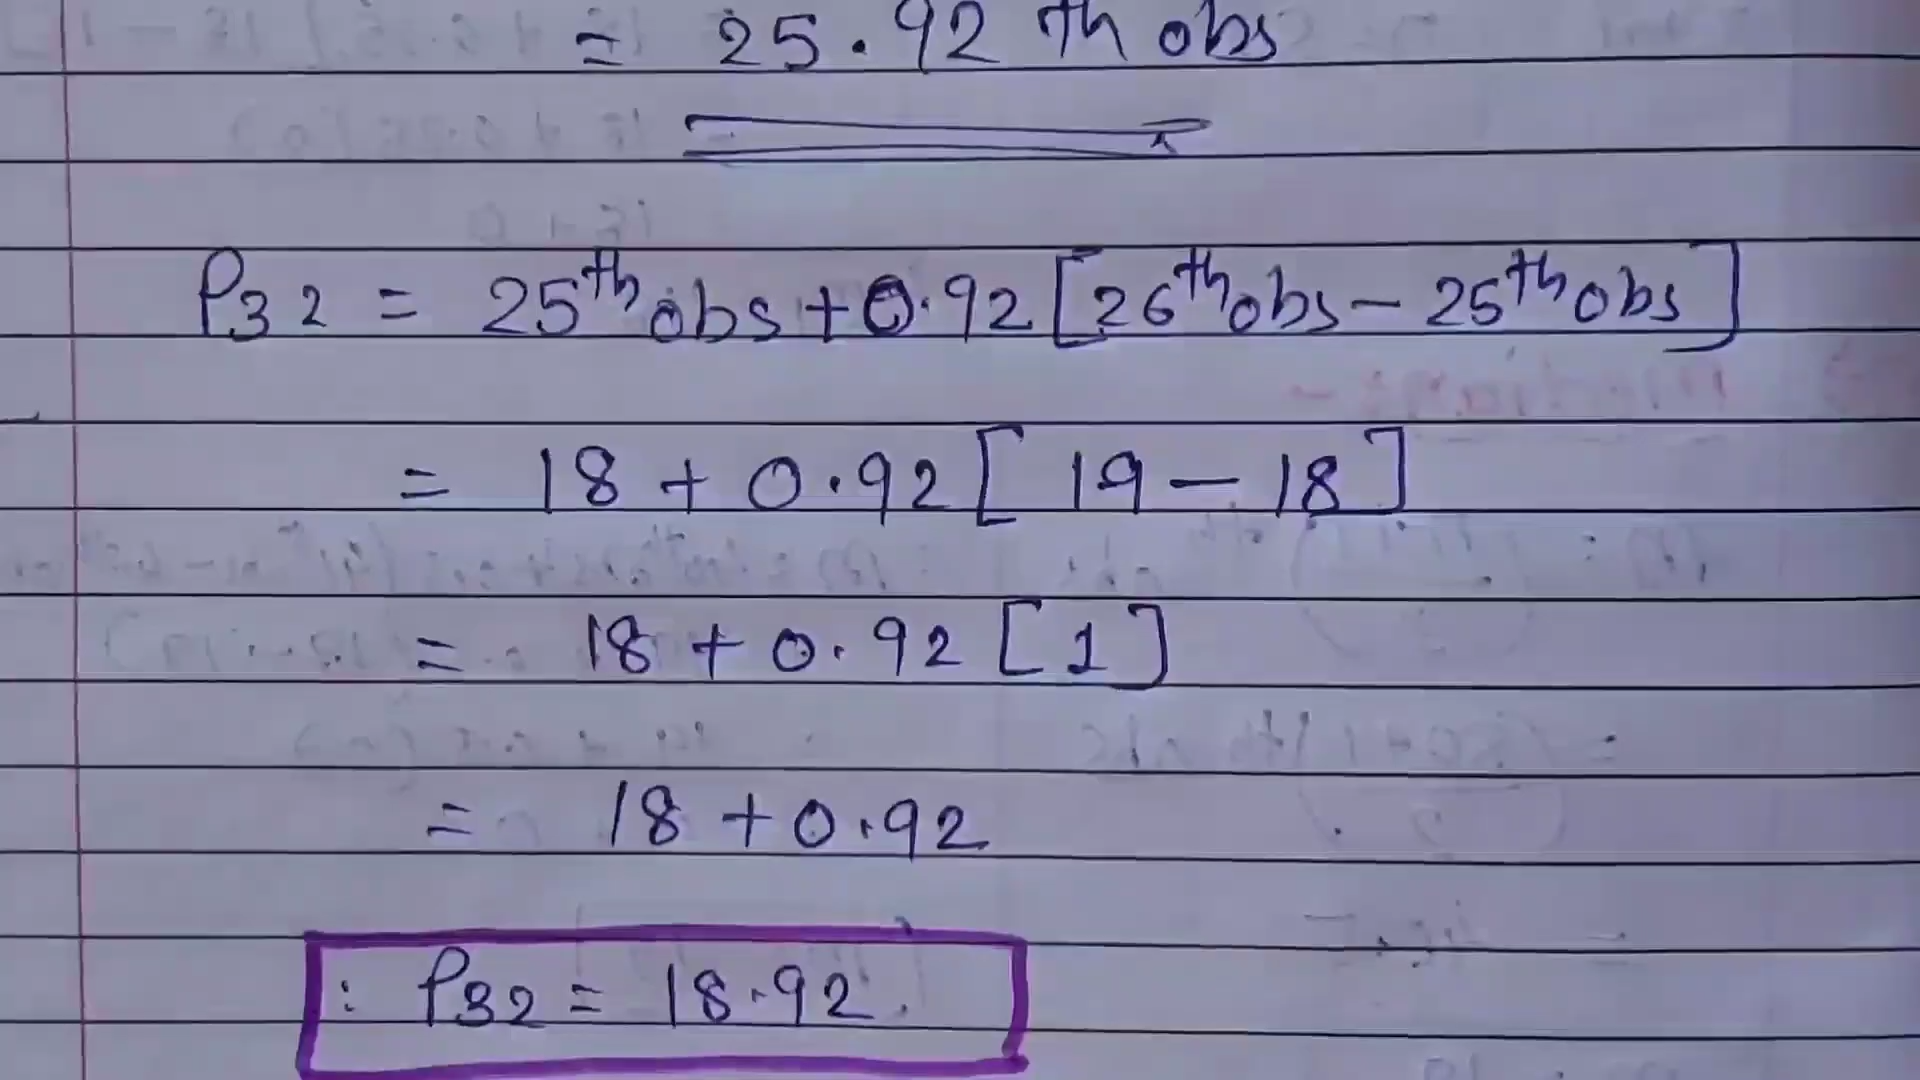 = 25.92 th obs
P32 = 25th obs + 0.92 [26th obs - 25th obs]
= 18 + 0.92 [19 - 18]
= 18 + 0.92 [1]
= 18 + 0.92
: P32 = 18.92.